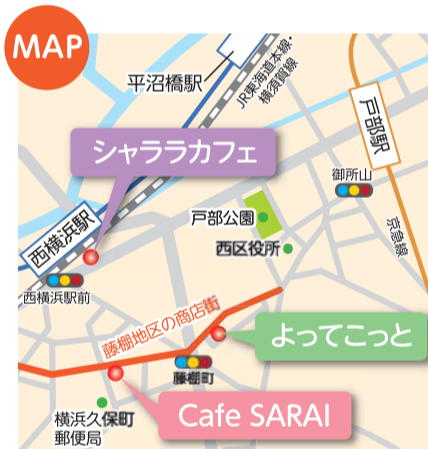 MAP
平沼橋駅
JR東海道本線・
横須賀線
戸部駅
シャララカフェ
御所山
西横浜駅
戸部公園
西区役所
京急線
西横浜駅前
藤棚地区の商店街
よってこっと
藤棚町
Cafe SARAI
横浜久保町
郵便局